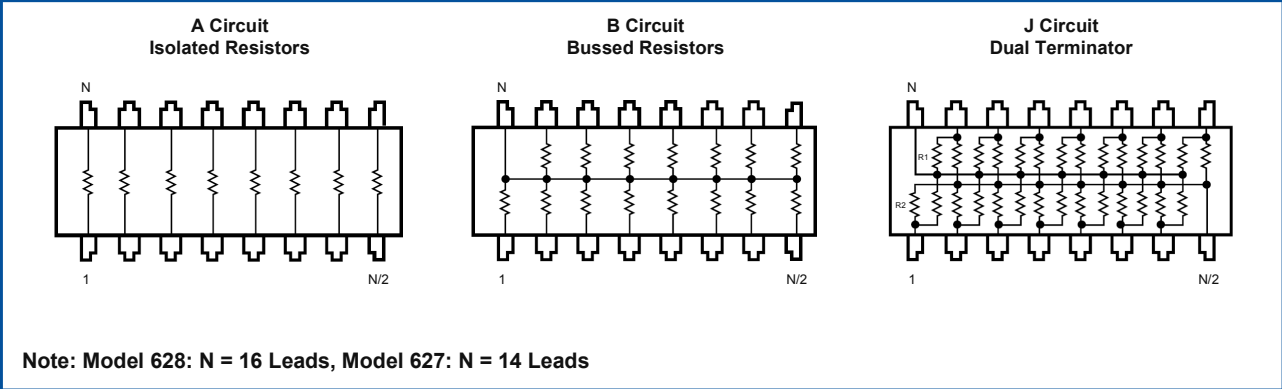 A Circuit
Isolated Resistors
B Circuit
Bussed Resistors
J Circuit
Dual Terminator
N
N
N
R1
R2
1
N/2
1
N/2
1
N/2
Note: Model 628: N = 16 Leads, Model 627: N = 14 Leads